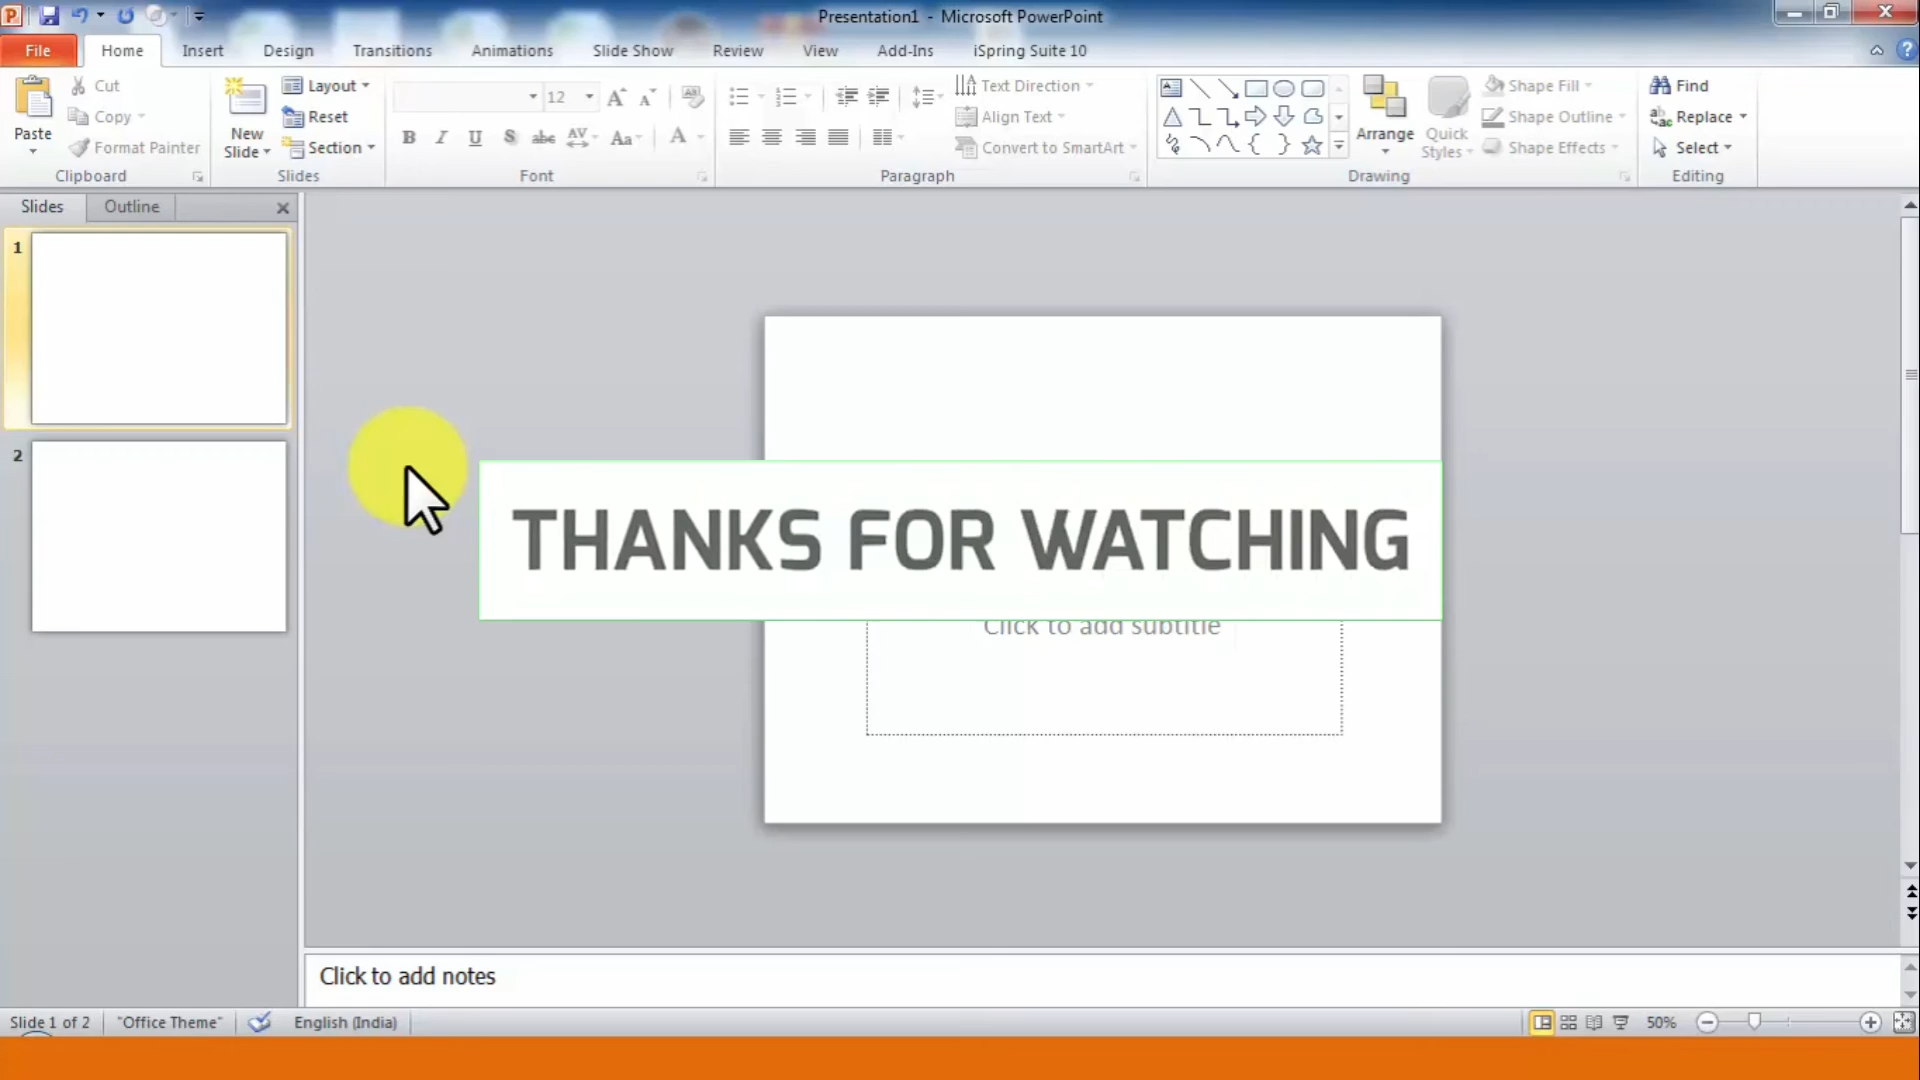 Presentation1 - Microsoft PowerPoint
File Home Insert Design Transitions Animations Slide Show Review View Add-Ins iSpring Suite 10
Paste
Cut
Copy
Format Painter
Clipboard
New
Slide
Layout
Reset
Section
Slides
12
B I U S abc AV Aa A
Font
Text Direction
Align Text
Convert to SmartArt
Paragraph
Arrange
Quick
Styles
Shape Fill
Shape Outline
Shape Effects
Drawing
Find
Replace
Select
Editing
Slides Outline
1
2
THANKS FOR WATCHING
Click to add subtitle
Click to add notes
Slide 1 of 2 "Office Theme" English (India) 50%